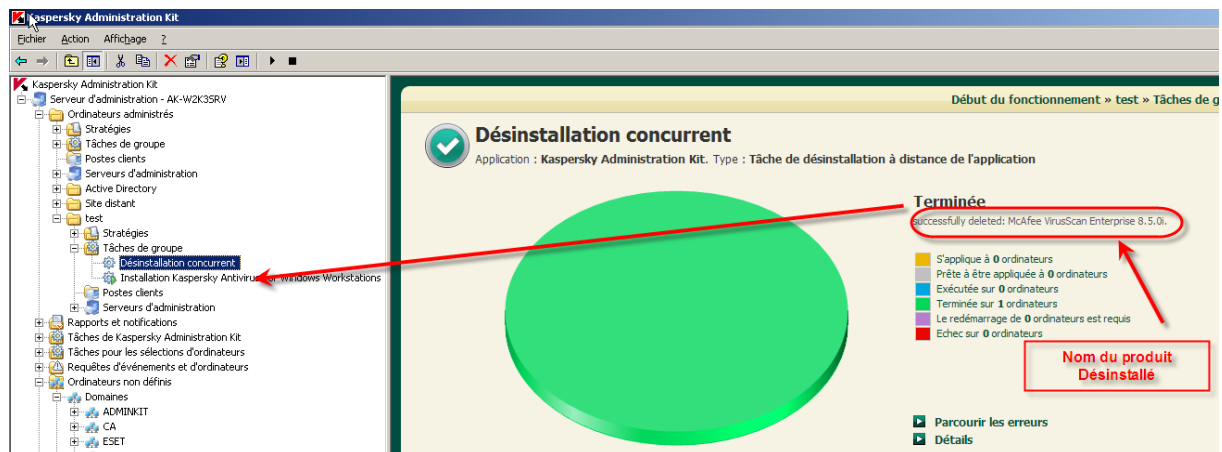 Kaspersky Administration Kit
Fichier Action Affichage ?
Kaspersky Administration Kit
Serveur d'administration - AK-W2K3SRV
Ordinateurs administrés
Stratégies
Tâches de groupe
Postes clients
Serveurs d'administration
Active Directory
Site distant
test
Stratégies
Tâches de groupe
Désinstallation concurrent
Installation Kaspersky Antivirus for Windows Workstations
Postes clients
Serveurs d'administration
Rapports et notifications
Tâches de Kaspersky Administration Kit
Tâches pour les sélections d'ordinateurs
Requêtes d'événements et d'ordinateurs
Ordinateurs non définis
Domaines
ADMINKIT
CA
ESET
Début du fonctionnement » test » Tâches de g
Désinstallation concurrent
Application : Kaspersky Administration Kit. Type : Tâche de désinstallation à distance de l'application
Terminée
successfully deleted: McAfee VirusScan Enterprise 8.5.0i.
S'applique à 0 ordinateurs
Prête à être appliquée à 0 ordinateurs
Exécutée sur 0 ordinateurs
Terminée sur 1 ordinateurs
Le redémarrage de 0 ordinateurs est requis
Echec sur 0 ordinateurs
Nom du produit
Désinstallé
Parcourir les erreurs
Détails